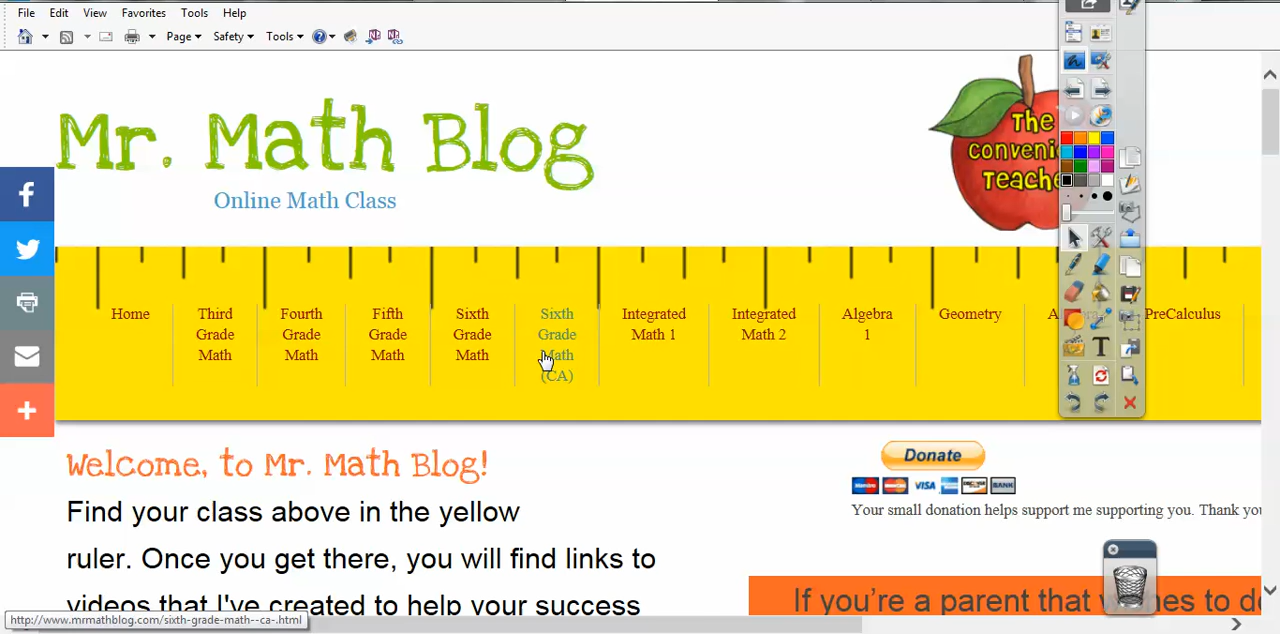 File Edit View Favorites Tools Help
Page Safety Tools
Mr. Math Blog
Online Math Class
The
conveni
Teache
Home
Third
Grade
Math
Fourth
Grade
Math
Fifth
Grade
Math
Sixth
Grade
Math
Sixth
Grade
Math
(CA)
Integrated
Math 1
Integrated
Math 2
Algebra
1
Geometry
PreCalculus
Welcome, to Mr. Math Blog!
Find your class above in the yellow
ruler. Once you get there, you will find links to
videos that I've created to help your success
Donate
VISA
BANK
Your small donation helps support me supporting you. Thank you
If you're a parent that wishes to do
http://www.mrmathblog.com/sixth-grade-math--ca-.html